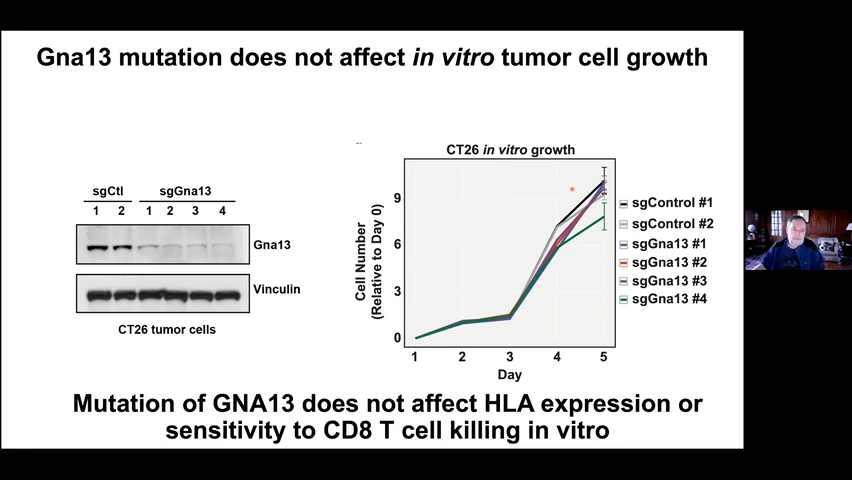 Gna13 mutation does not affect in vitro tumor cell growth
sgCtl sgGna13
1 2 1 2 3 4
Gna13
Vinculin
CT26 tumor cells
CT26 in vitro growth
Cell Number
(Relative to Day 0)
9
6
3
0
1 2 3 4 5
Day
sgControl #1
sgControl #2
sgGna13 #1
sgGna13 #2
sgGna13 #3
sgGna13 #4
Mutation of GNA13 does not affect HLA expression or
sensitivity to CD8 T cell killing in vitro